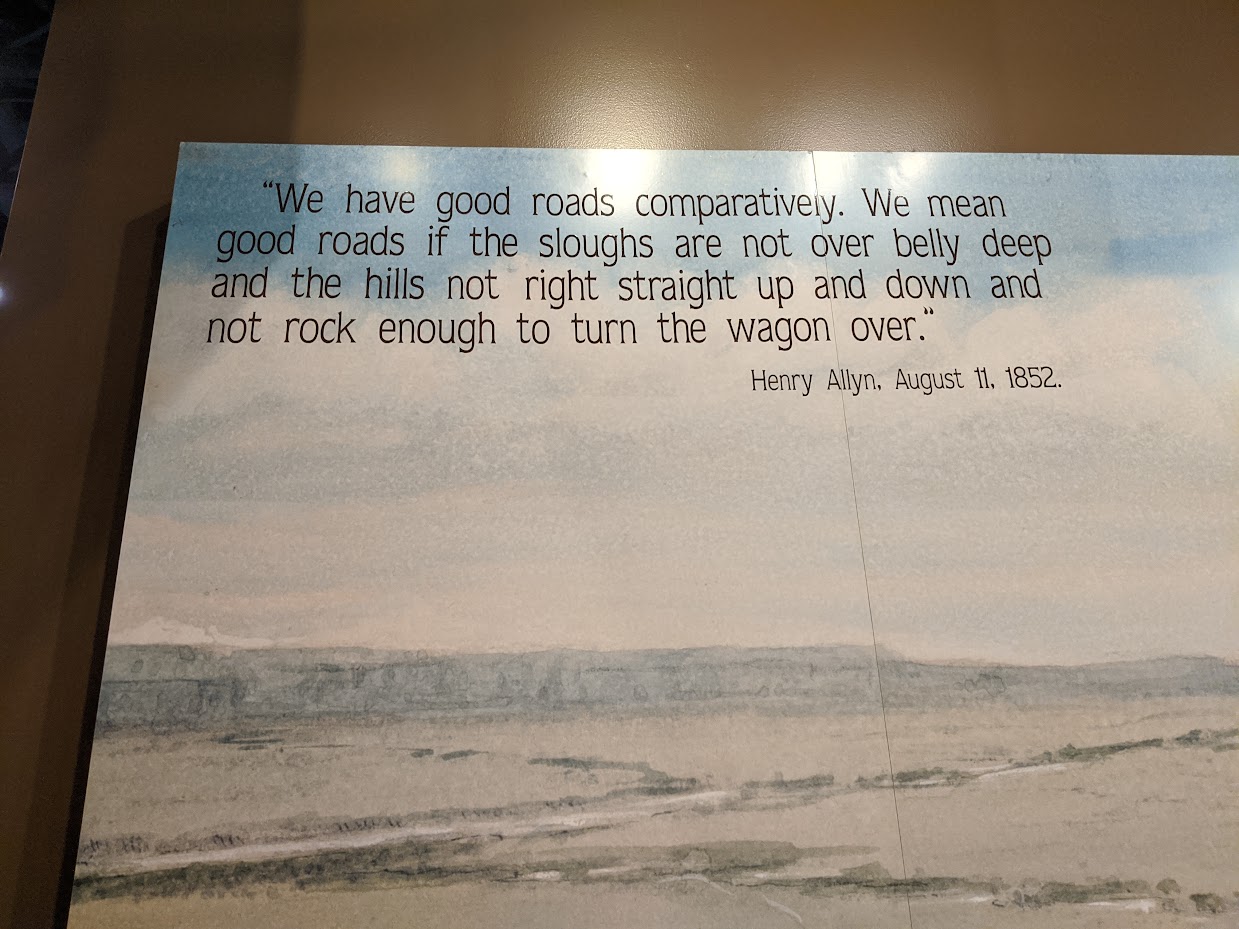 “We have good roads comparatively. We mean
good roads if the sloughs are not over belly deep
and the hills not right straight up and down and
not rock enough to turn the wagon over.”
Henry Allyn, August 11, 1852.